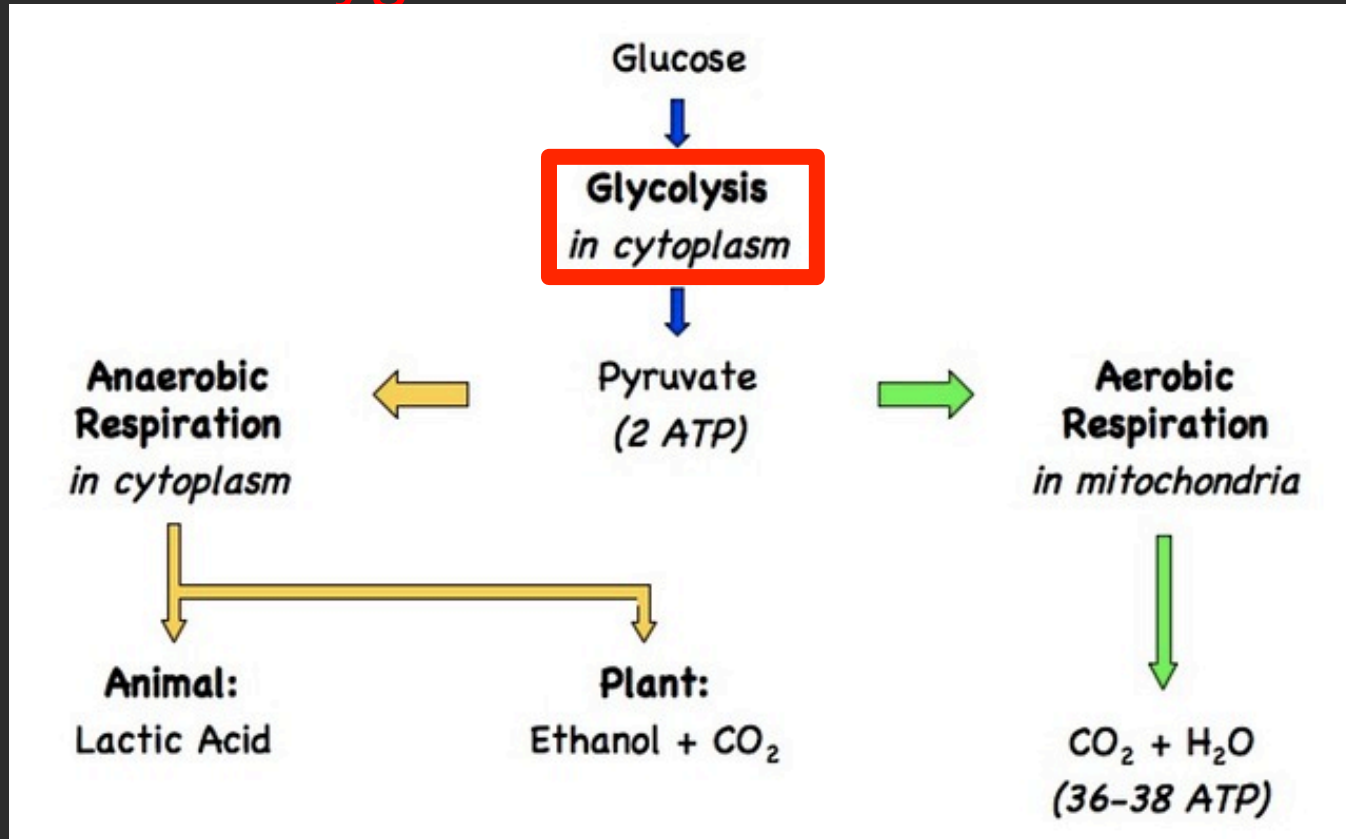 Glucose
Glycolysis
in cytoplasm
Pyruvate
(2 ATP)
Anaerobic
Respiration
in cytoplasm
Aerobic
Respiration
in mitochondria
Animal:
Lactic Acid
Plant:
Ethanol + CO₂
CO₂ + H₂O
(36-38 ATP)